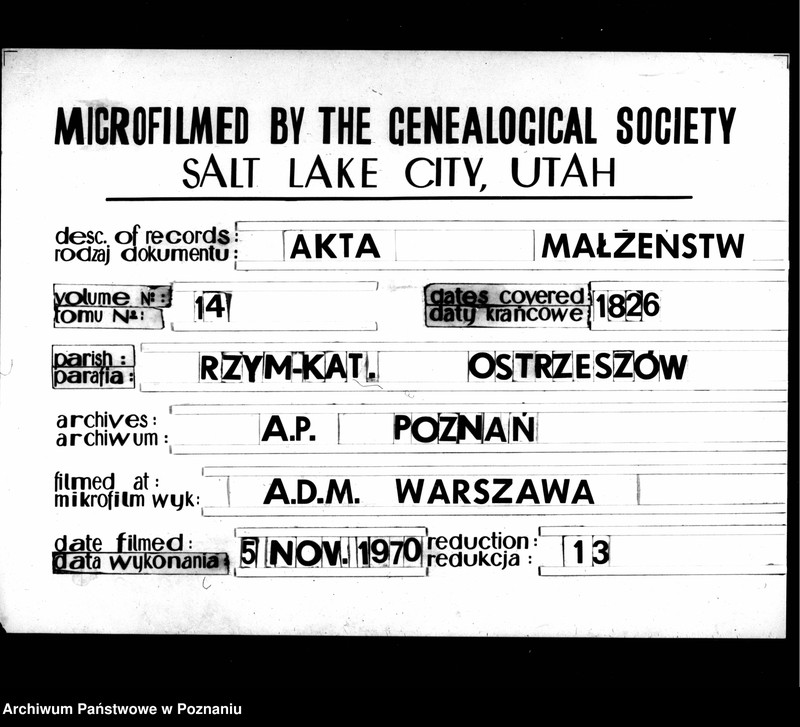 MICROFILMED BY THE GENEALOGICAL SOCIETY
SALT LAKE CITY, UTAH
desc. of records:
rodzaj dokumentu: AKTA MAŁŻEŃSTW
volume №:
tomu №: 14
dates covered
daty krańcowe 1826
parish:
parafia: RZYM-KAT. OSTRZESZÓW
archives:
archiwum: A.P. POZNAŃ
filmed at:
mikrofilm wyk: A.D.M. WARSZAWA
date filmed:
data wykonania: 5 NOV. 1970
reduction:
redukcja: 13
Archiwum Państwowe w Poznaniu